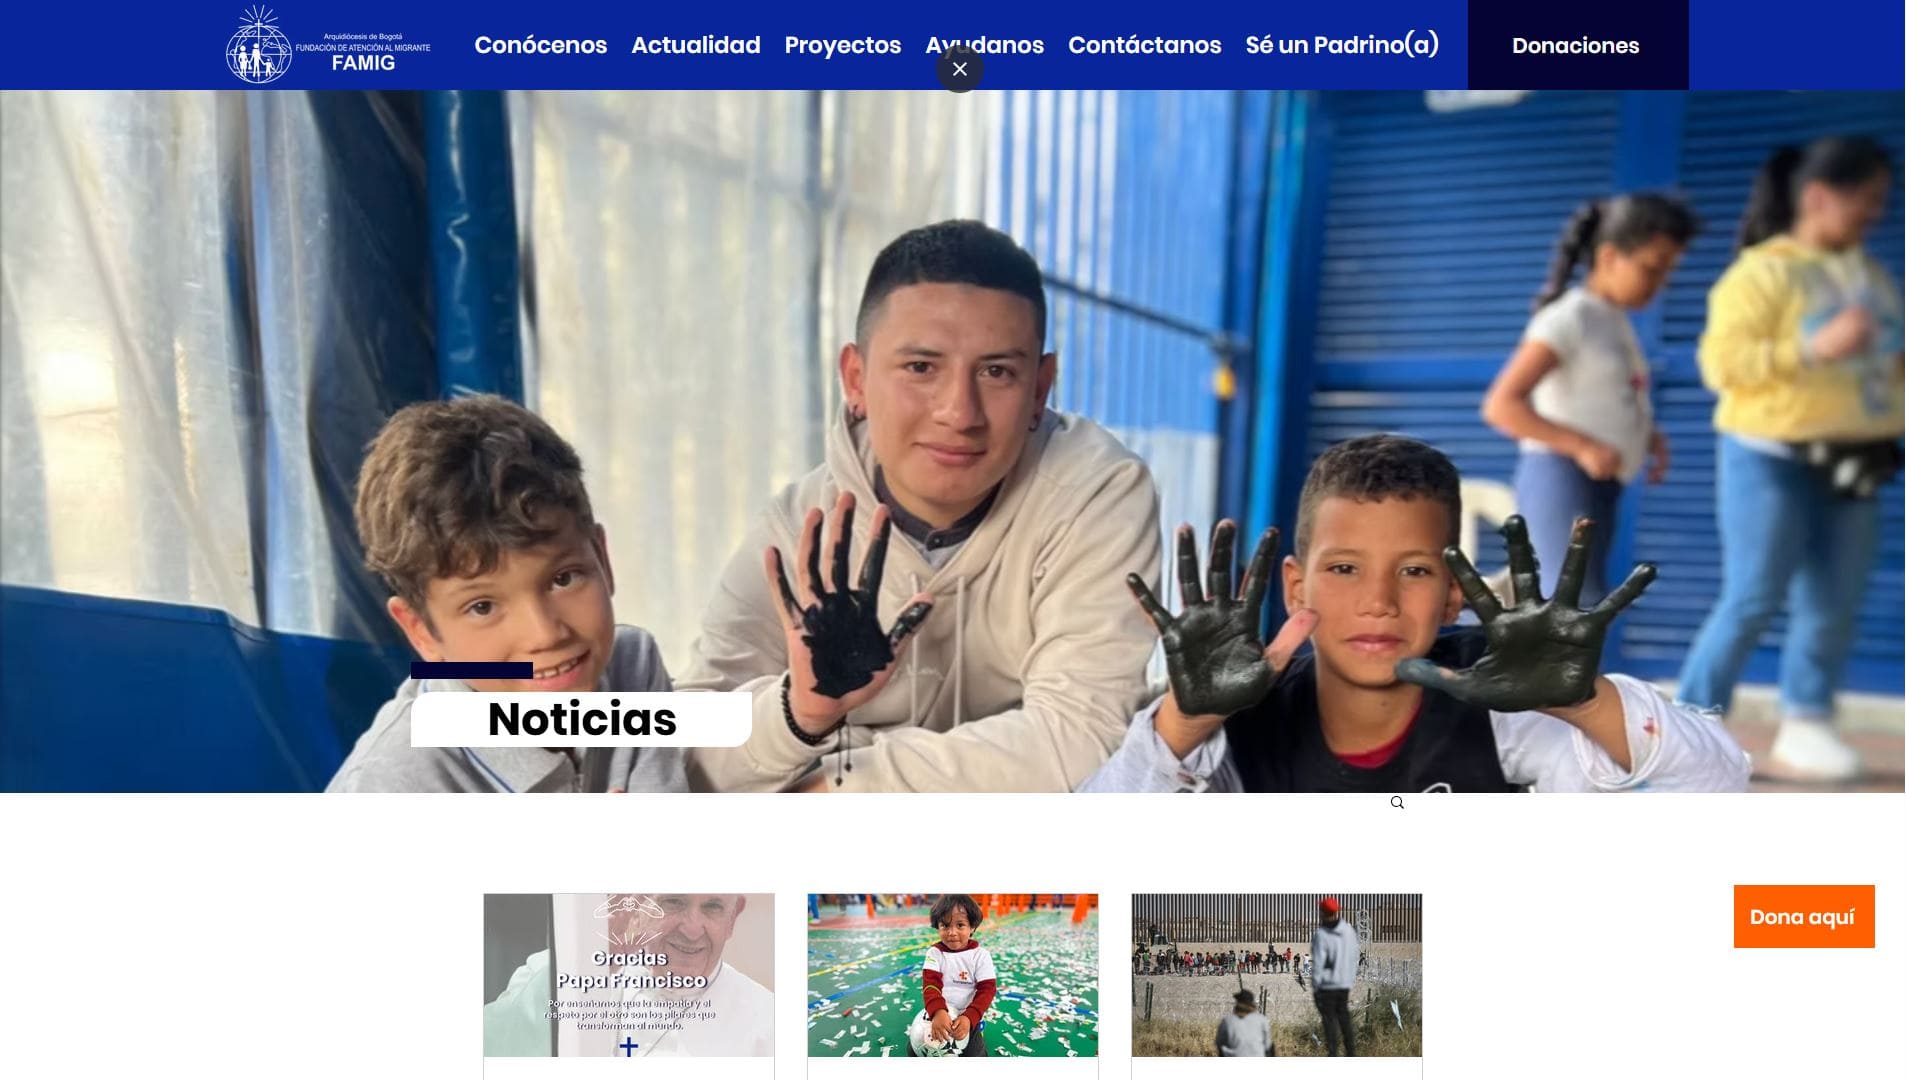 Arquidiócesis de Bogotá
FUNDACIÓN DE ATENCIÓN AL MIGRANTE
FAMIG
Conócenos
Actualidad
Proyectos
Ayudanos
Contáctanos
Sé un Padrino(a)
Donaciones
Noticias
Gracias
Papa Francisco
Por enseñarnos que la empatía y el
respeto por el otro son los pilares que
transforman al mundo.
Dona aquí